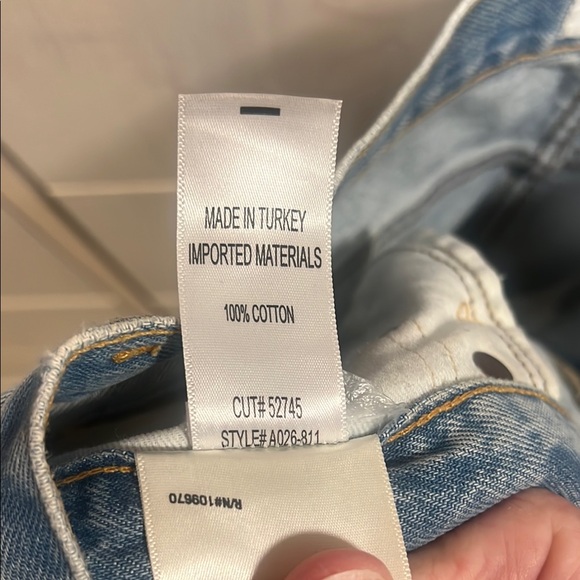 MADE IN TURKEY
IMPORTED MATERIALS
100% COTTON
CUT# 52745
STYLE# A026-811
R/N#109670